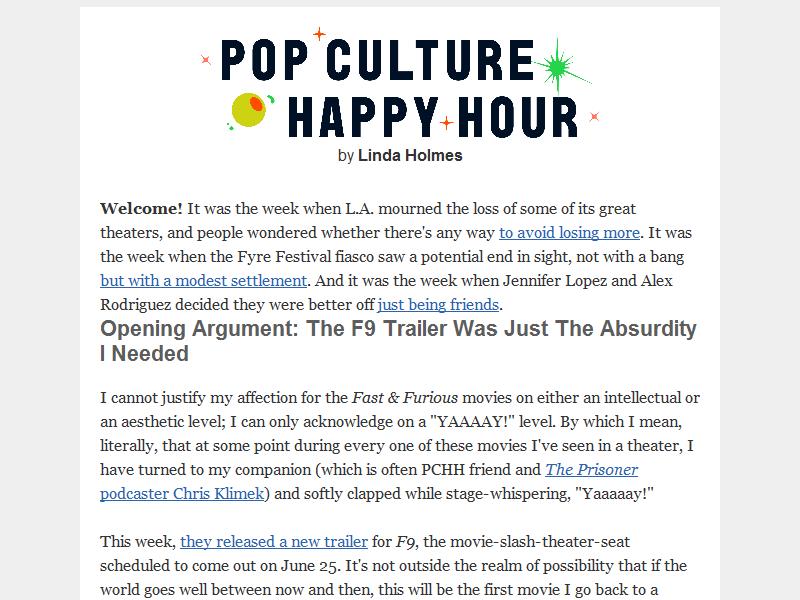 POP CULTURE
HAPPY HOUR
by Linda Holmes
Welcome! It was the week when L.A. mourned the loss of some of its great
theaters, and people wondered whether there's any way to avoid losing more. It was
the week when the Fyre Festival fiasco saw a potential end in sight, not with a bang
but with a modest settlement. And it was the week when Jennifer Lopez and Alex
Rodriguez decided they were better off just being friends.
Opening Argument: The F9 Trailer Was Just The Absurdity
I Needed
I cannot justify my affection for the Fast & Furious movies on either an intellectual or
an aesthetic level; I can only acknowledge on a "YAAAAY!" level. By which I mean,
literally, that at some point during every one of these movies I've seen in a theater, I
have turned to my companion (which is often PCHH friend and The Prisoner
podcaster Chris Klimek) and softly clapped while stage-whispering, "Yaaaaay!"
This week, they released a new trailer for F9, the movie-slash-theater-seat
scheduled to come out on June 25. It's not outside the realm of possibility that if the
world goes well between now and then, this will be the first movie I go back to a